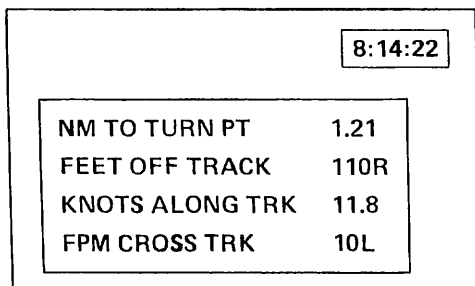 8:14:22
NM TO TURN PT 1.21
FEET OFF TRACK 110R
KNOTS ALONG TRK 11.8
FPM CROSS TRK 10L